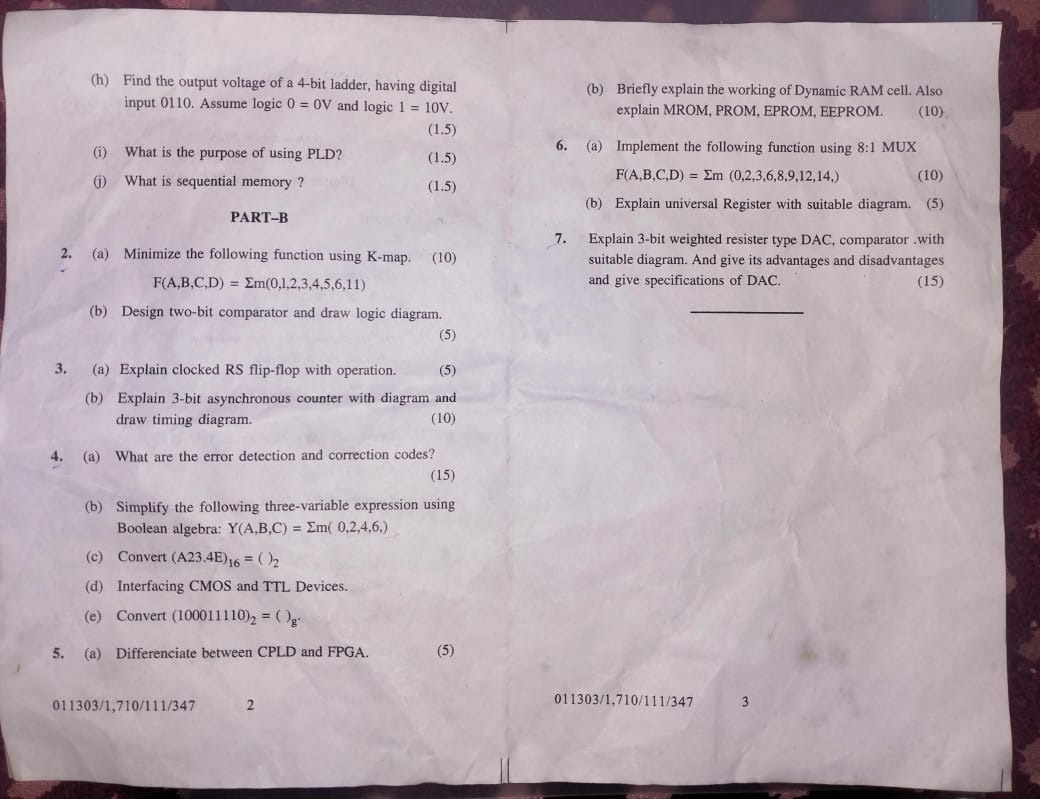 (h) Find the output voltage of a 4-bit ladder, having digital
input 0110. Assume logic 0 = 0V and logic 1 = 10V.
(1.5)
(i) What is the purpose of using PLD? (1.5)
(j) What is sequential memory ? (1.5)
PART–B
2. (a) Minimize the following function using K-map. (10)
F(A,B,C,D) = Σm(0,1,2,3,4,5,6,11)
(b) Design two-bit comparator and draw logic diagram.
(5)
3. (a) Explain clocked RS flip-flop with operation. (5)
(b) Explain 3-bit asynchronous counter with diagram and
draw timing diagram. (10)
4. (a) What are the error detection and correction codes?
(15)
(b) Simplify the following three-variable expression using
Boolean algebra: Y(A,B,C) = Σm( 0,2,4,6,)
(c) Convert (A23.4E)₁₆ = ( )₂
(d) Interfacing CMOS and TTL Devices.
(e) Convert (100011110)₂ = ( )g.
5. (a) Differenciate between CPLD and FPGA. (5)
011303/1,710/111/347 2
(b) Briefly explain the working of Dynamic RAM cell. Also
explain MROM, PROM, EPROM, EEPROM. (10)
6. (a) Implement the following function using 8:1 MUX
F(A,B,C,D) = Σm (0,2,3,6,8,9,12,14,) (10)
(b) Explain universal Register with suitable diagram. (5)
7. Explain 3-bit weighted resister type DAC, comparator .with
suitable diagram. And give its advantages and disadvantages
and give specifications of DAC. (15)
011303/1,710/111/347 3